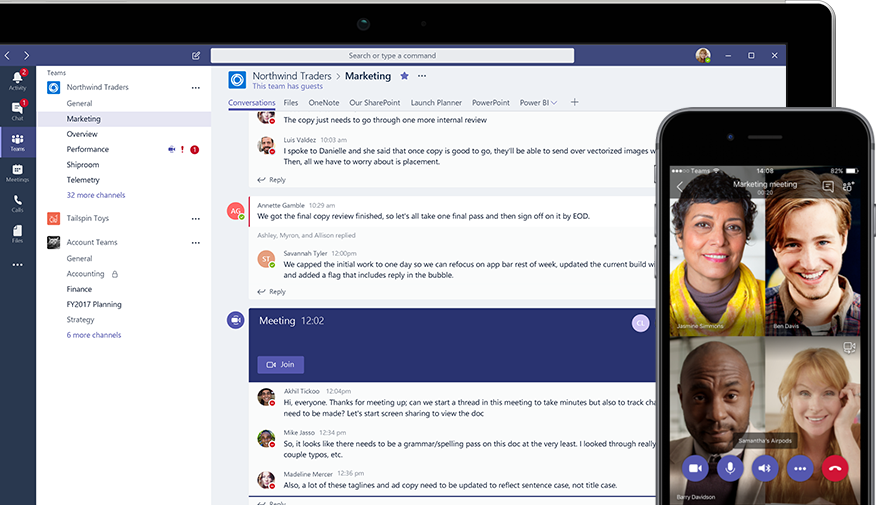 Search or type a command
2
Activity
1
Chat
Teams
Meetings
Calls
Files
Teams
Northwind Traders
General
Marketing
Overview
Performance
! 1
Shiproom
Telemetry
32 more channels
Tailpin Toys
Account Teams
General
Accounting
Finance
FY2017 Planning
Strategy
6 more channels
Northwind Traders > Marketing
This team has guests
Conversations Files OneNote Our SharePoint Launch Planner PowerPoint Power BI
The copy just needs to go through one more internal review
Luis Valdez 10:03 am
I spoke to Danielle and she said that once copy is good to go, they'll be able to send over vectorized images w
Then, all we have to worry about is placement.
Reply
AG
Annette Gamble 10:29 am
We got the final copy review finished, so let's all take one final pass and then sign off on it by EOD.
Ashley, Myron, and Allison replied
ST
Savannah Tyler 12:00pm
We capped the initial work to one day so we can refocus on app bar rest of week, updated the current build wi
and added a flag that includes reply in the bubble.
Reply
Meeting 12:02
CL
Join
Akhil Tickoo 12:04pm
Hi, everyone. Thanks for meeting up; can we start a thread in this meeting to take minutes but also to track cha
need to be made? Let's start screen sharing to view the doc
Mike Jasso 12:34 pm
So, it looks like there needs to be a grammar/spelling pass on this doc at the very least. I looked through really
couple typos, etc.
Madeline Mercer 12:36 pm
Also, a lot of these taglines and ad copy need to be updated to reflect sentence case, not title case.
Reply
Teams 14:08 82%
Marketing meeting
00:20
Jasmine Simmons
Ben Davis
Samantha's Airpods
Barry Davidson